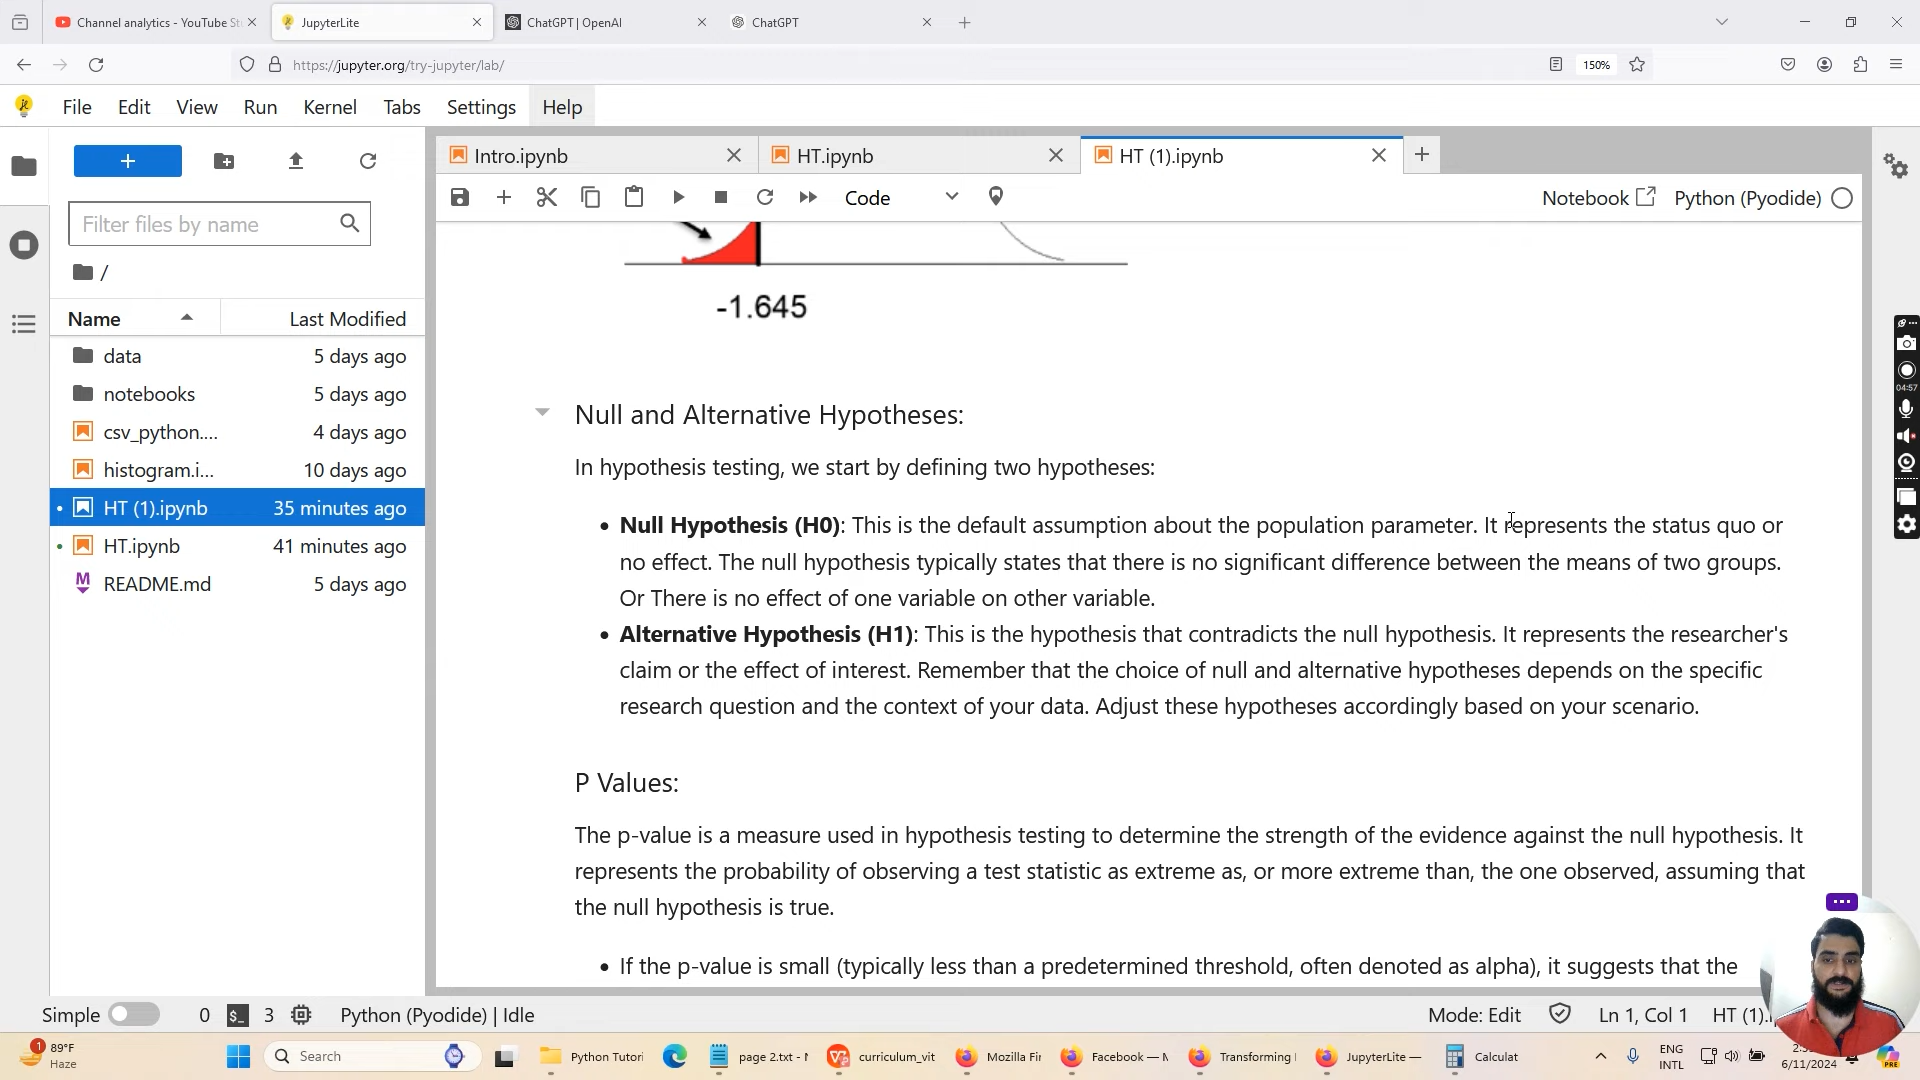 Channel analytics - YouTube St
JupyterLite
ChatGPT | OpenAI
ChatGPT
https://jupyter.org/try-jupyter/lab/
150%
File Edit View Run Kernel Tabs Settings Help
Intro.ipynb
HT.ipynb
HT (1).ipynb
Code
Notebook
Python (Pyodide)
Filter files by name
/
Name Last Modified
data 5 days ago
notebooks 5 days ago
csv_python.... 4 days ago
histogram.i... 10 days ago
HT (1).ipynb 35 minutes ago
HT.ipynb 41 minutes ago
README.md 5 days ago
-1.645
Null and Alternative Hypotheses:
In hypothesis testing, we start by defining two hypotheses:
• Null Hypothesis (H0): This is the default assumption about the population parameter. It represents the status quo or
no effect. The null hypothesis typically states that there is no significant difference between the means of two groups.
Or There is no effect of one variable on other variable.
• Alternative Hypothesis (H1): This is the hypothesis that contradicts the null hypothesis. It represents the researcher's
claim or the effect of interest. Remember that the choice of null and alternative hypotheses depends on the specific
research question and the context of your data. Adjust these hypotheses accordingly based on your scenario.
P Values:
The p-value is a measure used in hypothesis testing to determine the strength of the evidence against the null hypothesis. It
represents the probability of observing a test statistic as extreme as, or more extreme than, the one observed, assuming that
the null hypothesis is true.
• If the p-value is small (typically less than a predetermined threshold, often denoted as alpha), it suggests that the
04:57
Simple 0 $_ 3 Python (Pyodide) | Idle
Mode: Edit Ln 1, Col 1 HT (1).i
1
89°F
Haze
Search
Python Tutori
page 2.txt - N
curriculum_vit
Mozilla Fir
Facebook — M
Transforming
JupyterLite —
Calculat
ENG
INTL
6/11/2024
PRE